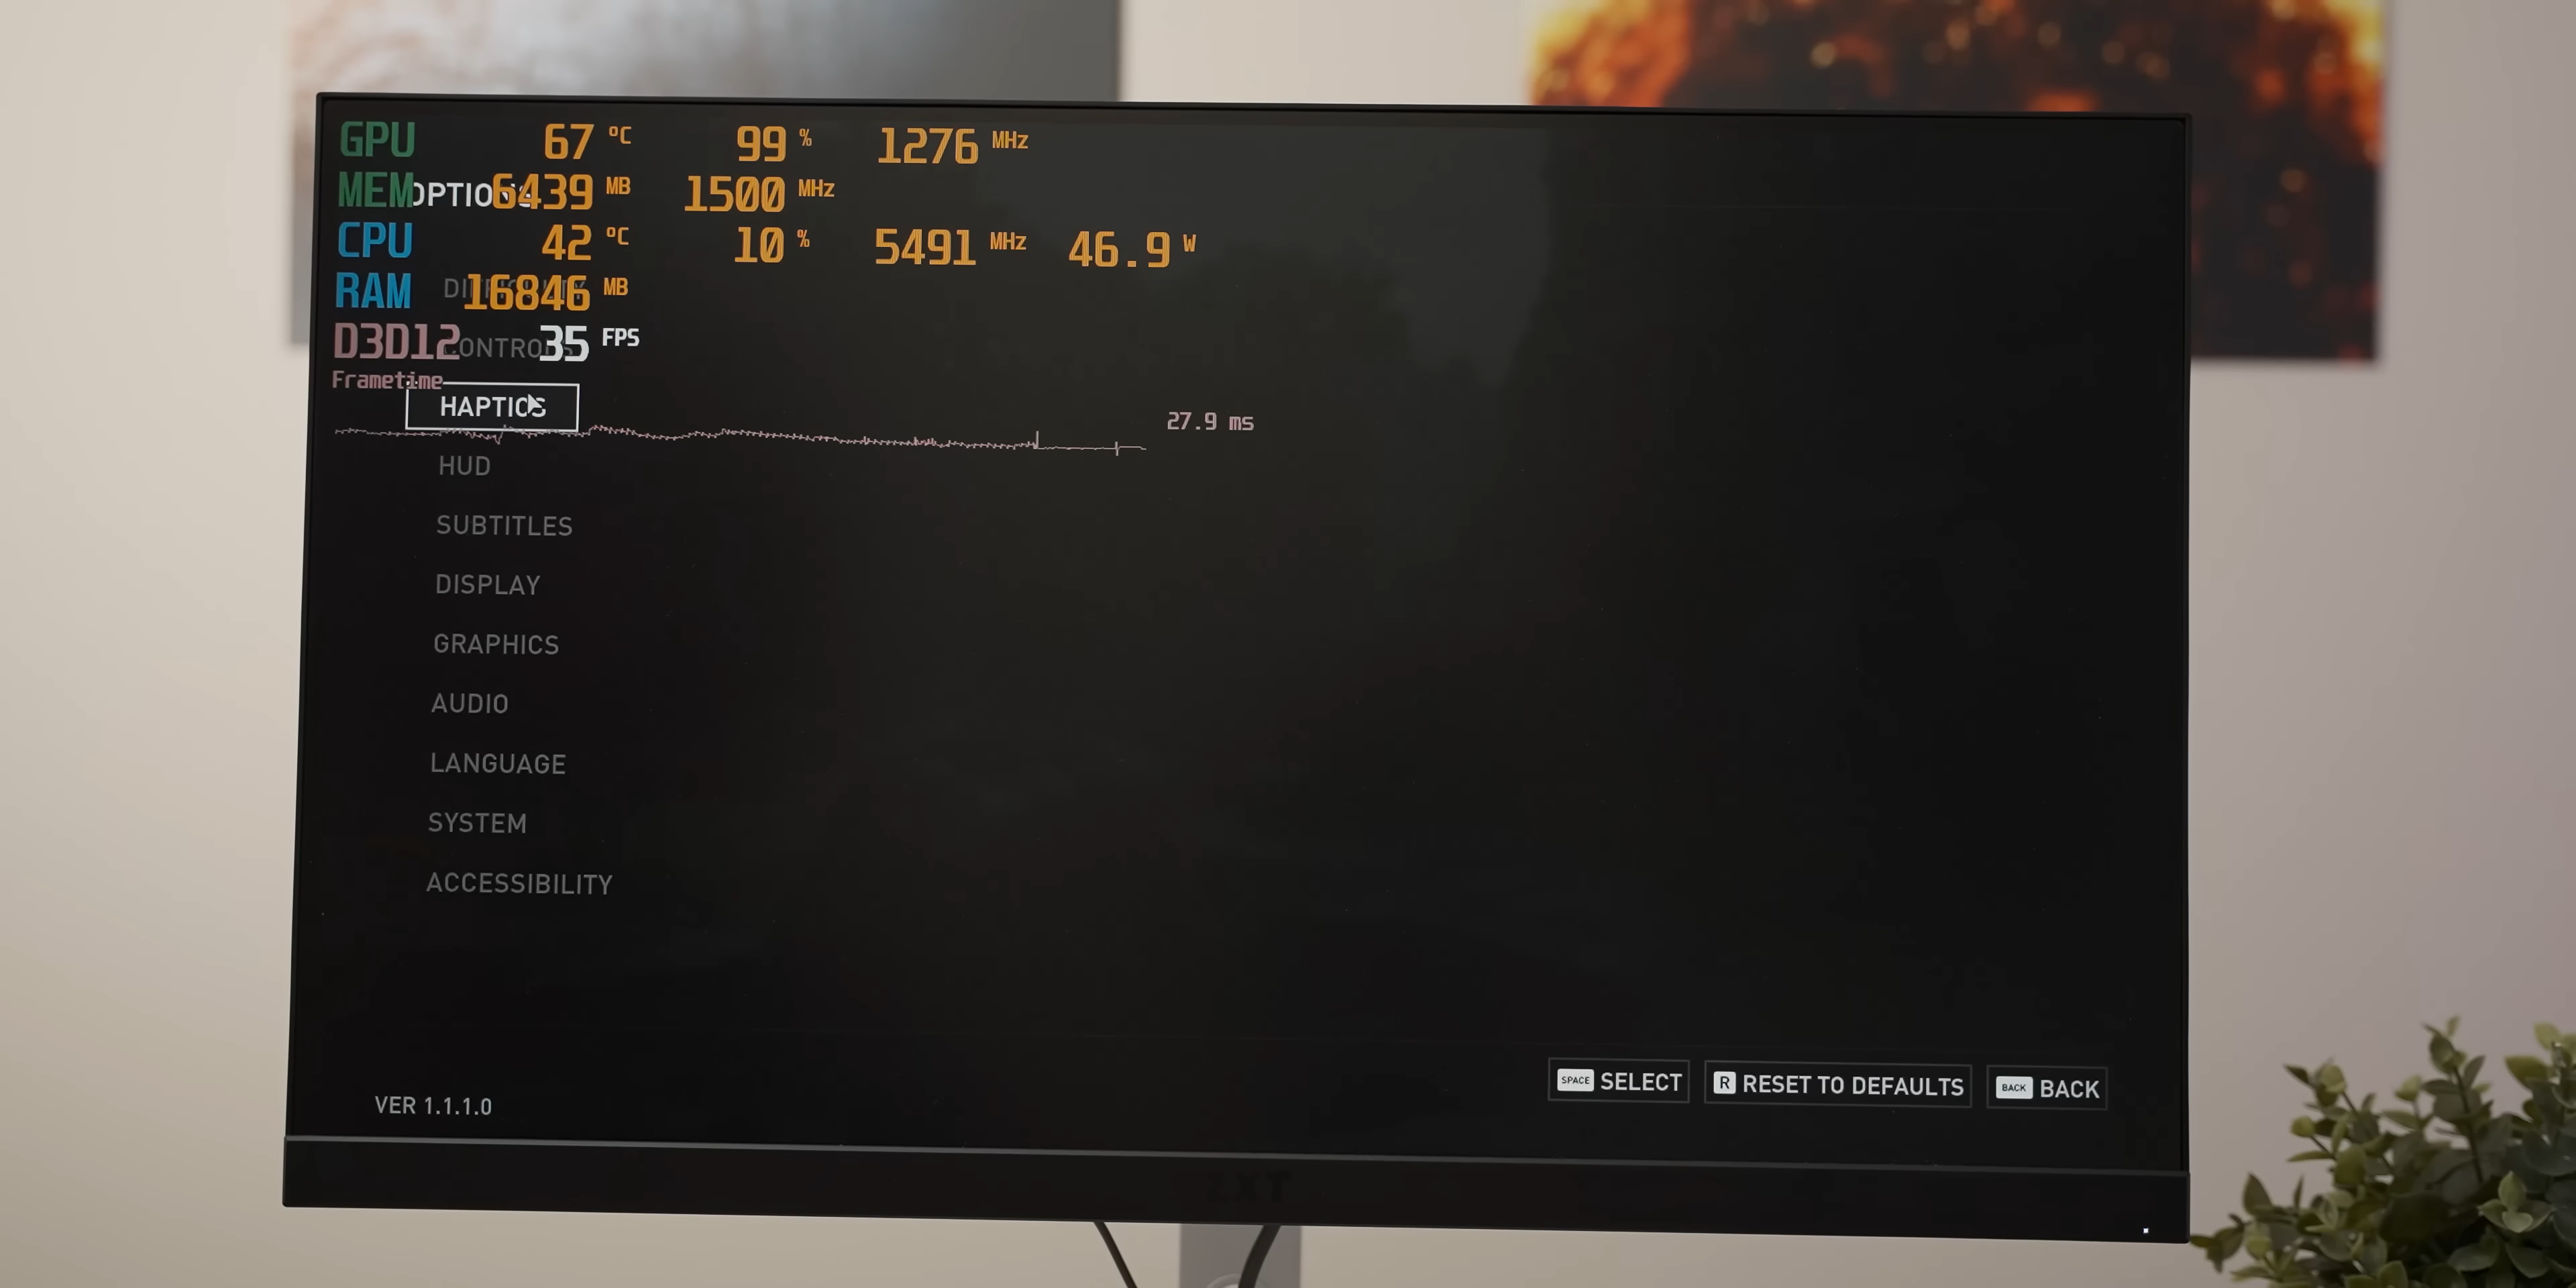 GPU 67 °C 99 % 1276 MHz
MEM 6439 MB 1500 MHz
OPTIONS
CPU 42 °C 10 % 5491 MHz 46.9 W
RAM 16846 MB
D3D12 35 FPS
CONTROLS
Frametime
HAPTICS
27.9 ms
HUD
SUBTITLES
DISPLAY
GRAPHICS
AUDIO
LANGUAGE
SYSTEM
ACCESSIBILITY
SPACE SELECT R RESET TO DEFAULTS BACK BACK
VER 1.1.1.0